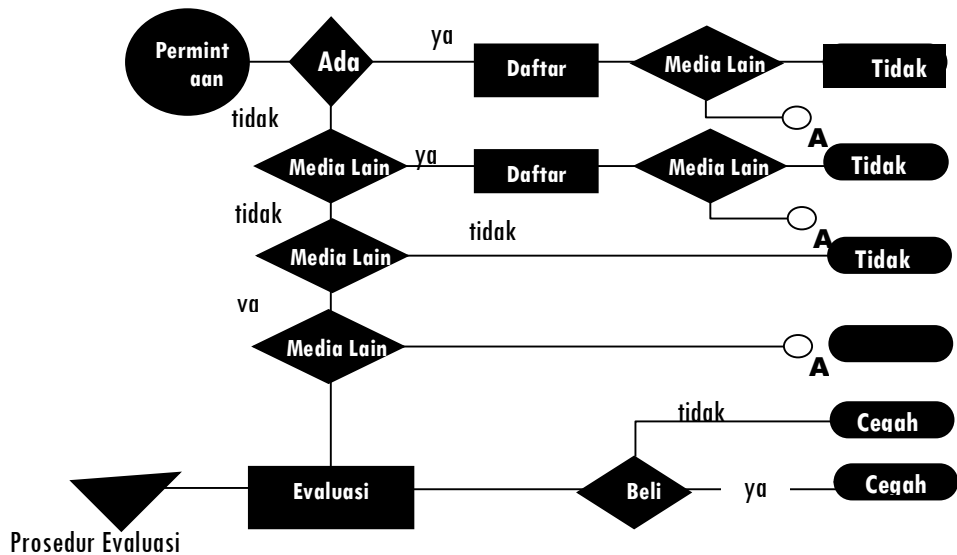 Permint
aan
Ada
ya
Daftar
Media Lain
Tidak
A
tidak
Media Lain
ya
Daftar
Media Lain
Tidak
A
tidak
Media Lain
tidak
Tidak
ya
Media Lain
A
tidak
Cegah
Evaluasi
Beli
ya
Cegah
Prosedur Evaluasi